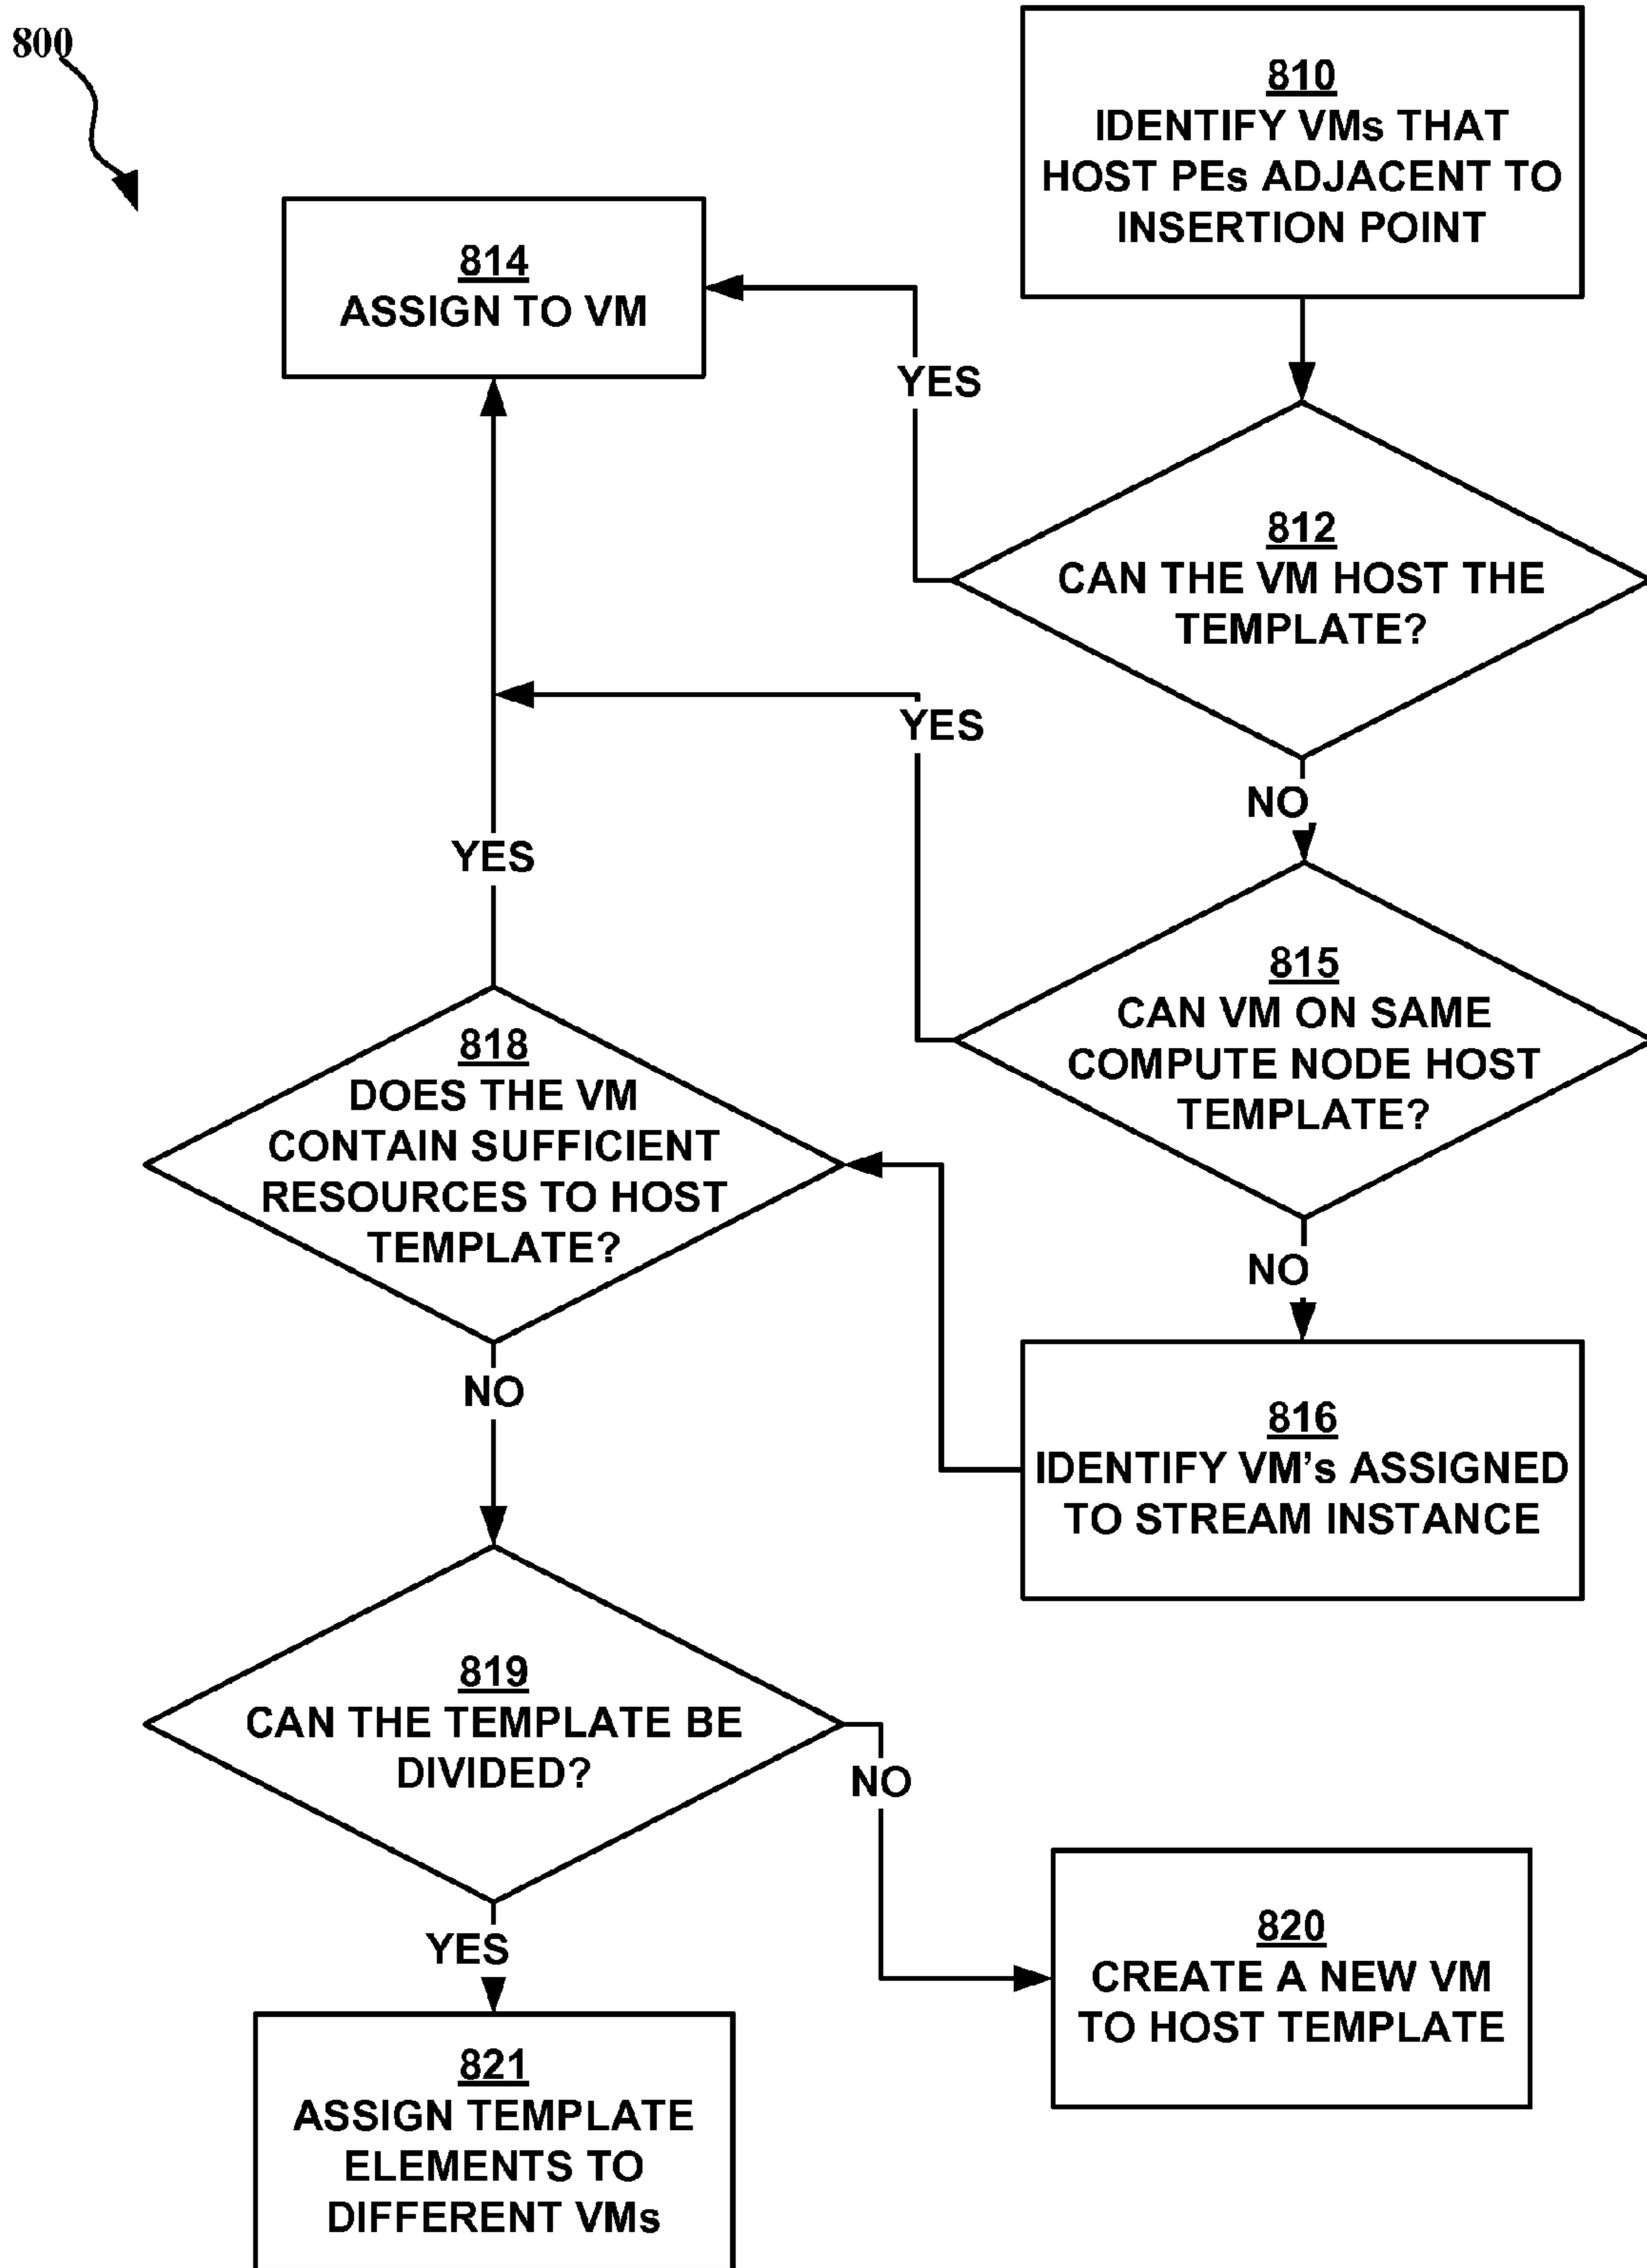 800
810
IDENTIFY VMs THAT
HOST PEs ADJACENT TO
INSERTION POINT
814
ASSIGN TO VM
YES
812
CAN THE VM HOST THE
TEMPLATE?
YES
NO
YES
815
CAN VM ON SAME
COMPUTE NODE HOST
TEMPLATE?
818
DOES THE VM
CONTAIN SUFFICIENT
RESOURCES TO HOST
TEMPLATE?
NO
NO
816
IDENTIFY VM's ASSIGNED
TO STREAM INSTANCE
819
CAN THE TEMPLATE BE
DIVIDED?
NO
YES
820
CREATE A NEW VM
TO HOST TEMPLATE
821
ASSIGN TEMPLATE
ELEMENTS TO
DIFFERENT VMs